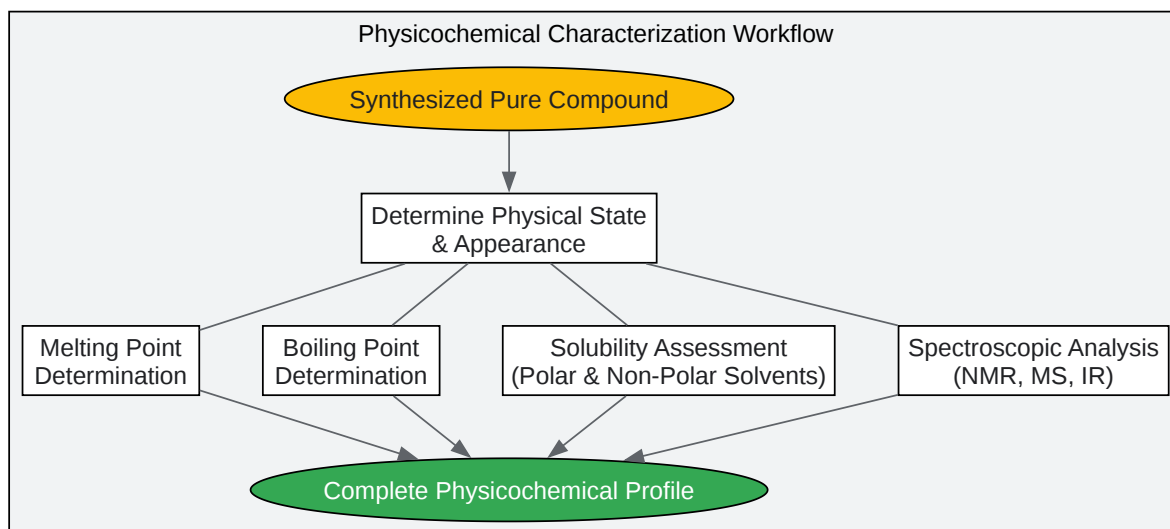 Physicochemical Characterization Workflow
Synthesized Pure Compound
Determine Physical State
& Appearance
Melting Point
Determination
Boiling Point
Determination
Solubility Assessment
(Polar & Non-Polar Solvents)
Spectroscopic Analysis
(NMR, MS, IR)
Complete Physicochemical Profile